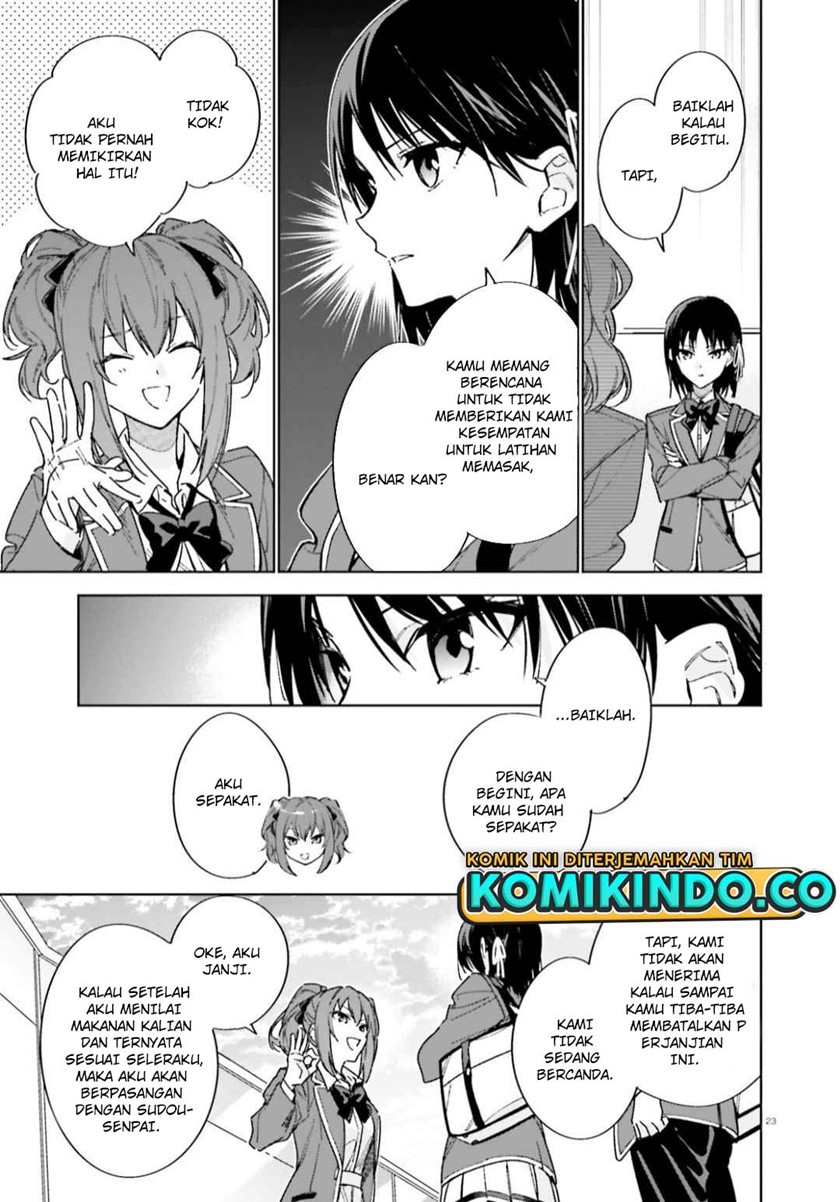 BAIKLAH
KALAU
BEGITU.
TAPI,
KAMU MEMANG
BERENCANA
UNTUK TIDAK
MEMBERIKAN KAMI
KESEMPATAN
UNTUK LATIHAN
MEMASAK,
BENAR KAN?
TIDAK
KOK!
AKU
TIDAK PERNAH
MEMIKIRKAN
HAL ITU!
...BAIKLAH.
DENGAN
BEGINI, APA
KAMU SUDAH
SEPAKAT?
AKU
SEPAKAT.
KOMIK INI DITERJEMAHKAN TIM
KOMIKINDO.CO
TAPI, KAMI
TIDAK AKAN
MENERIMA
KALAU SAMPAI
KAMU TIBA-TIBA
MEMBATALKAN P
ERJANJIAN
INI.
KAMI
TIDAK
SEDANG
BERCANDA.
OKE, AKU
JANJI.
KALAU SETELAH
AKU MENILAI
MAKANAN KALIAN
DAN TERNYATA
SESUAI SELERAKU,
MAKA AKU AKAN
BERPASANGAN
DENGAN SUDOU-
SENPAI.
23